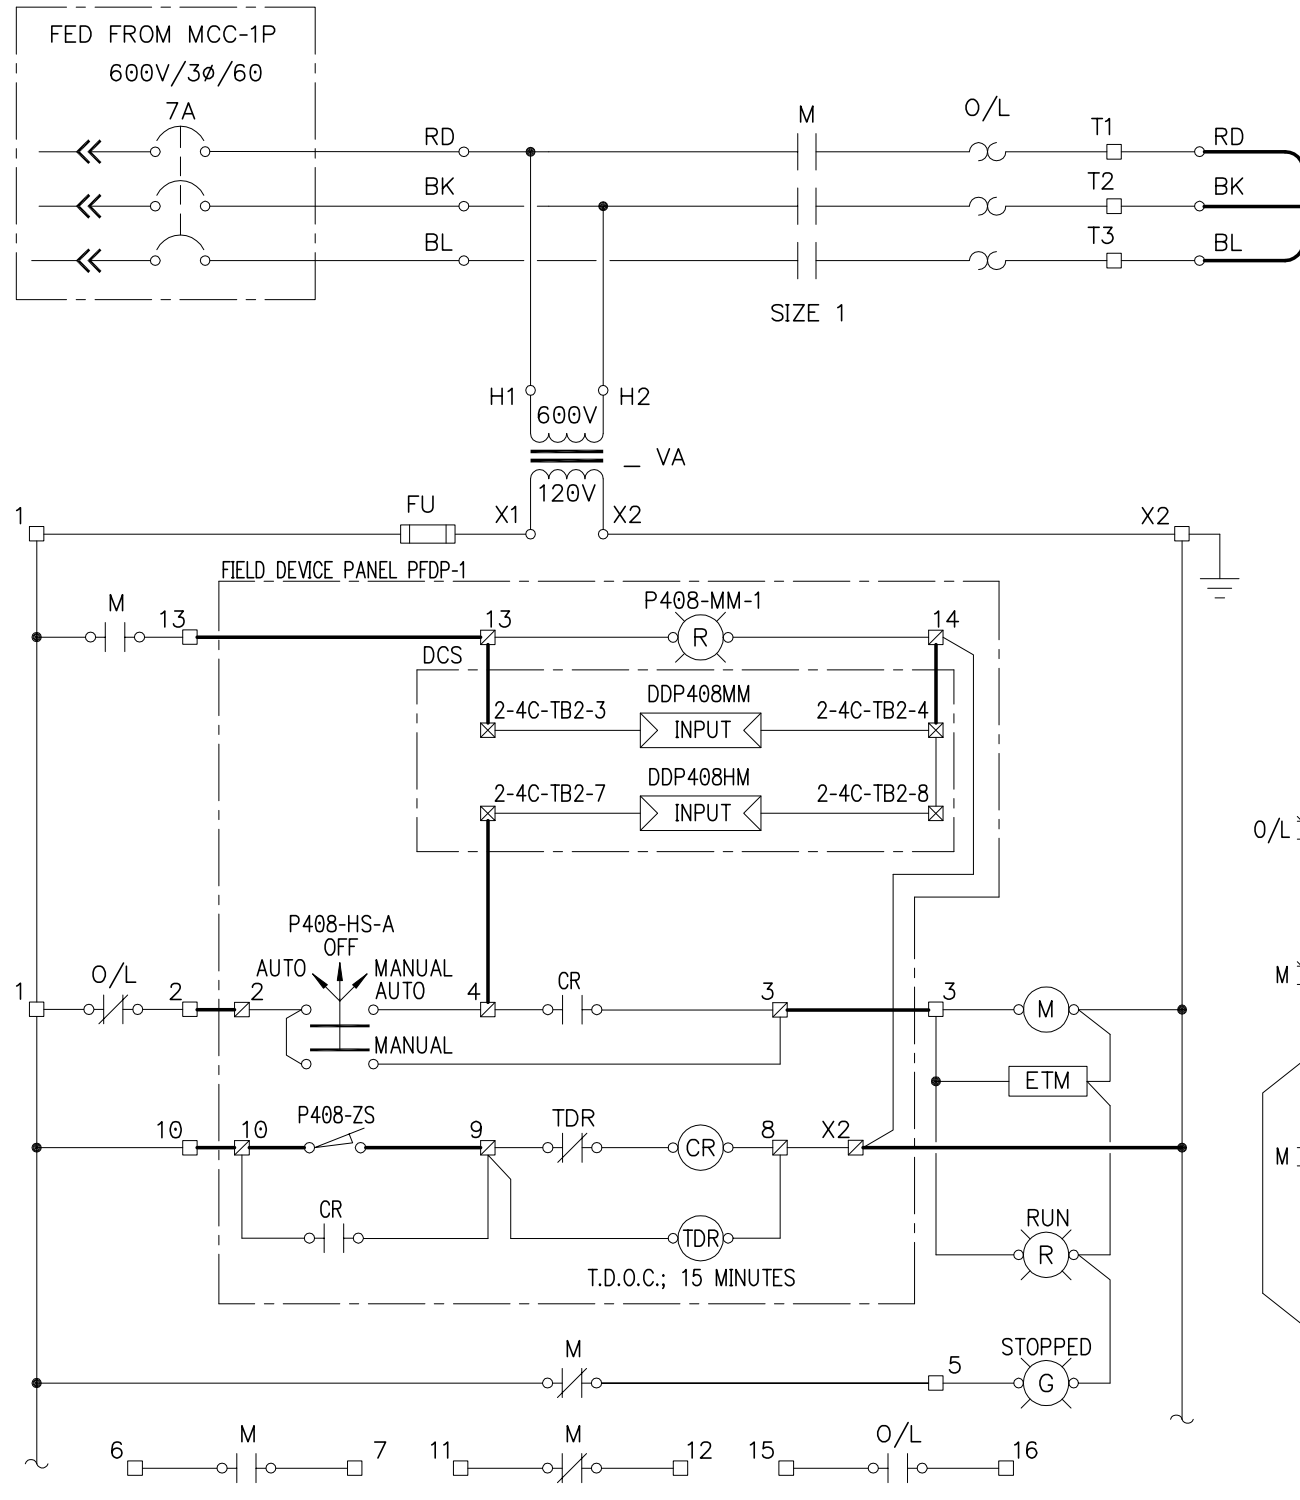 FED FROM MCC-1P
600V/3ø/60
7A
M
O/L
RD
T1
RD
BK
T2
BK
BL
T3
BL
SIZE 1
H1
H2
600V
_ VA
120V
1
FU
X1
X2
X2
FIELD DEVICE PANEL PFDP-1
M
13
13
P408-MM-1
R
14
DCS
2-4C-TB2-3
DDP408MM
INPUT
2-4C-TB2-4
2-4C-TB2-7
DDP408HM
INPUT
2-4C-TB2-8
O/L
P408-HS-A
OFF
AUTO
MANUAL
AUTO
MANUAL
1
O/L
2
2
4
CR
3
3
M
M
ETM
10
10
P408-ZS
9
TDR
CR
8
X2
M
CR
TDR
T.D.O.C.; 15 MINUTES
RUN
R
M
5
STOPPED
G
6
M
7
11
M
12
15
O/L
16